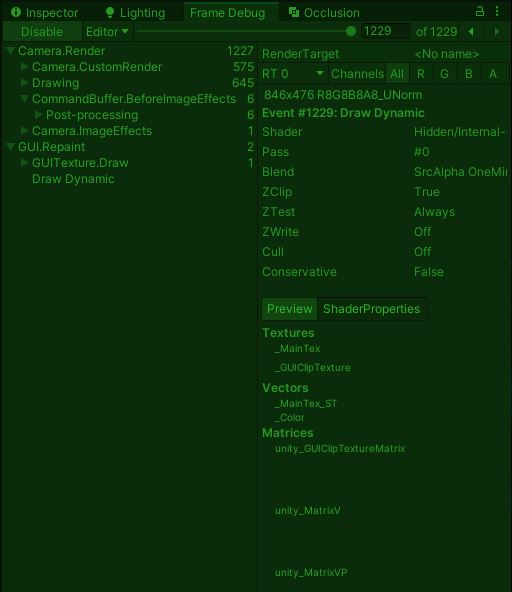 Inspector Lighting Frame Debug Occlusion
Disable Editor 1229 of 1229
Camera.Render 1227
Camera.CustomRender 575
Drawing 645
CommandBuffer.BeforeImageEffects 6
Post-processing 6
Camera.ImageEffects 1
GUI.Repaint 2
GUITexture.Draw 1
Draw Dynamic
RenderTarget <No name>
RT 0 Channels All R G B A
846x476 R8G8B8A8_UNorm
Event #1229: Draw Dynamic
Shader Hidden/Internal-
Pass #0
Blend SrcAlpha OneMin
ZClip True
ZTest Always
ZWrite Off
Cull Off
Conservative False
Preview ShaderProperties
Textures
_MainTex
_GUIClipTexture
Vectors
_MainTex_ST
_Color
Matrices
unity_GUIClipTextureMatrix
unity_MatrixV
unity_MatrixVP